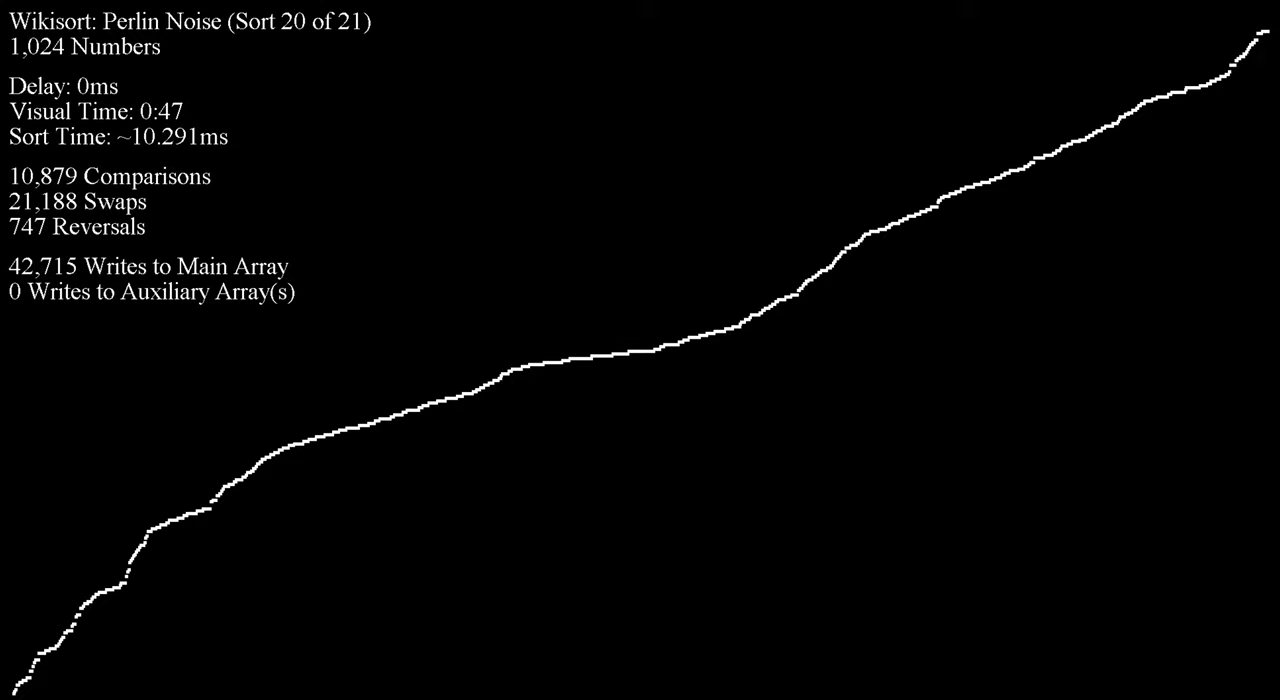 Wikisort: Perlin Noise (Sort 20 of 21)
1,024 Numbers
Delay: 0ms
Visual Time: 0:47
Sort Time: ~10.291ms
10,879 Comparisons
21,188 Swaps
747 Reversals
42,715 Writes to Main Array
0 Writes to Auxiliary Array(s)